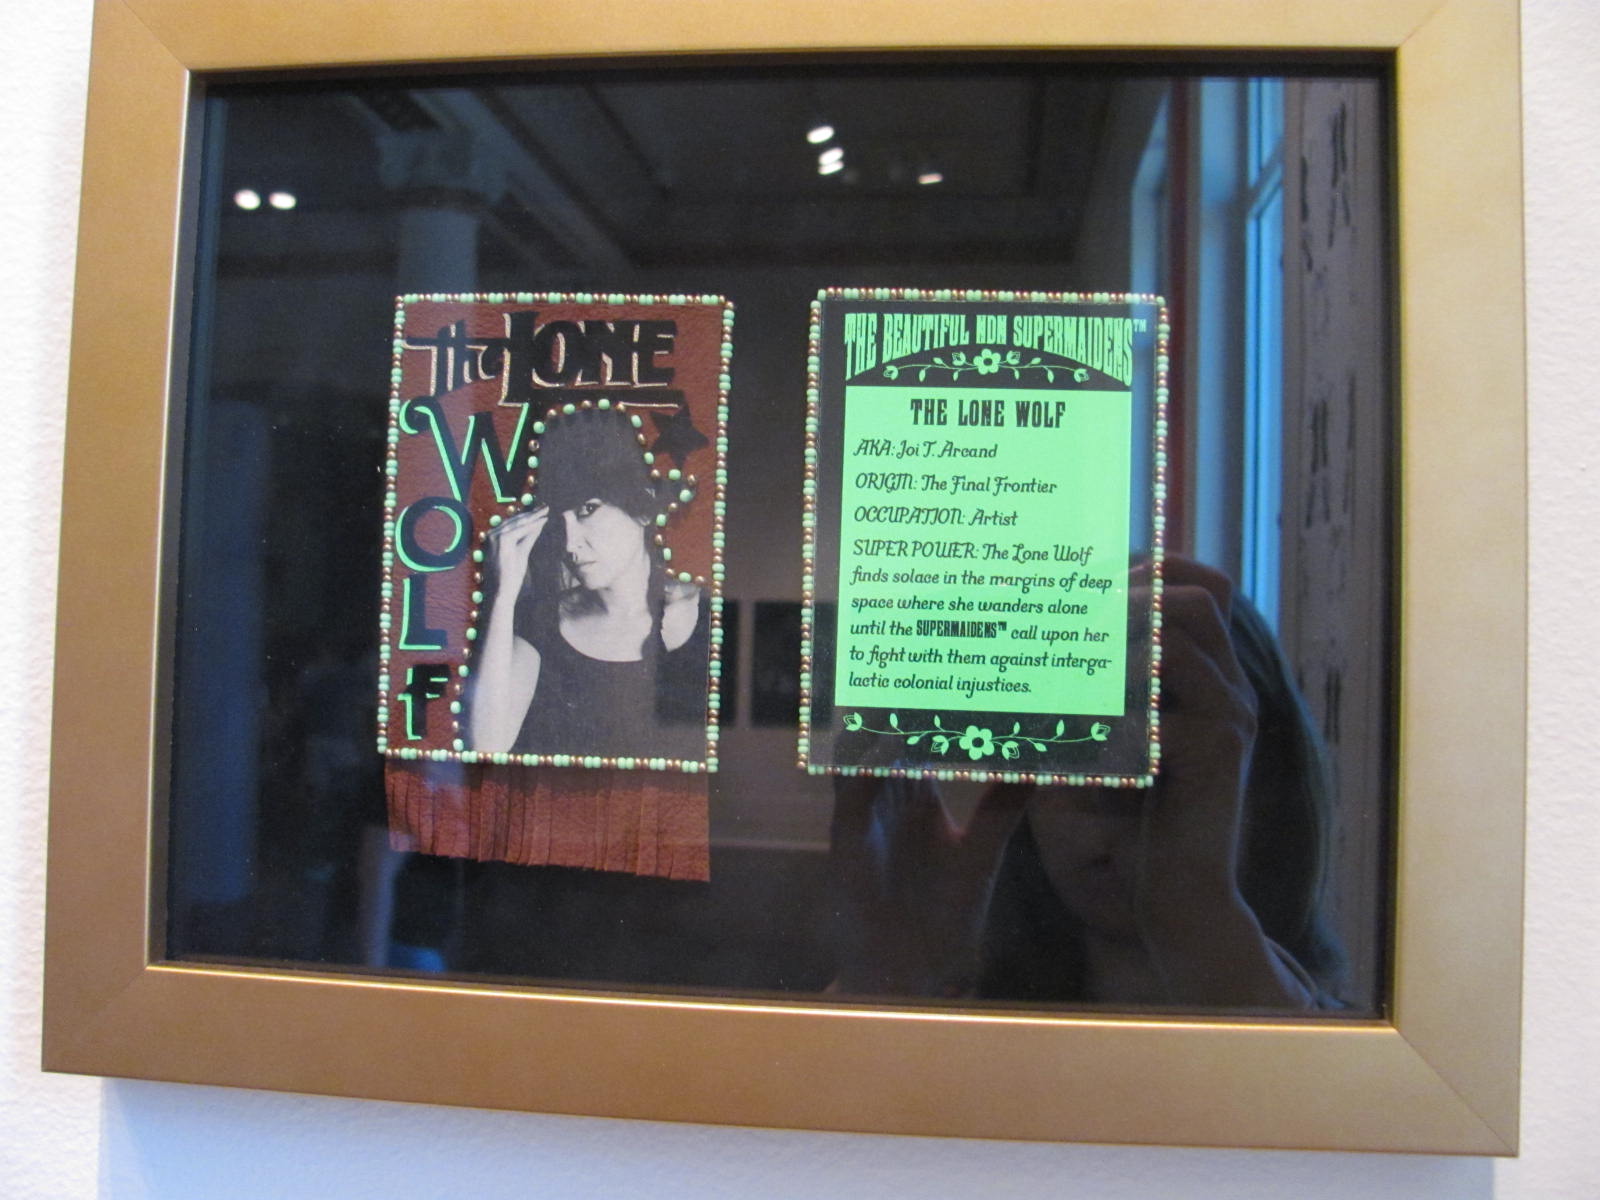 The LONE
WOLF
THE BEAUTIFUL NDN SUPERMAIDENS™
THE LONE WOLF
AKA: Joi T. Arcand
ORIGIN: The Final Frontier
OCCUPATION: Artist
SUPER POWER: The Lone Wolf
finds solace in the margins of deep
space where she wanders alone
until the SUPERMAIDENS™ call upon her
to fight with them against interga-
lactic colonial injustices.